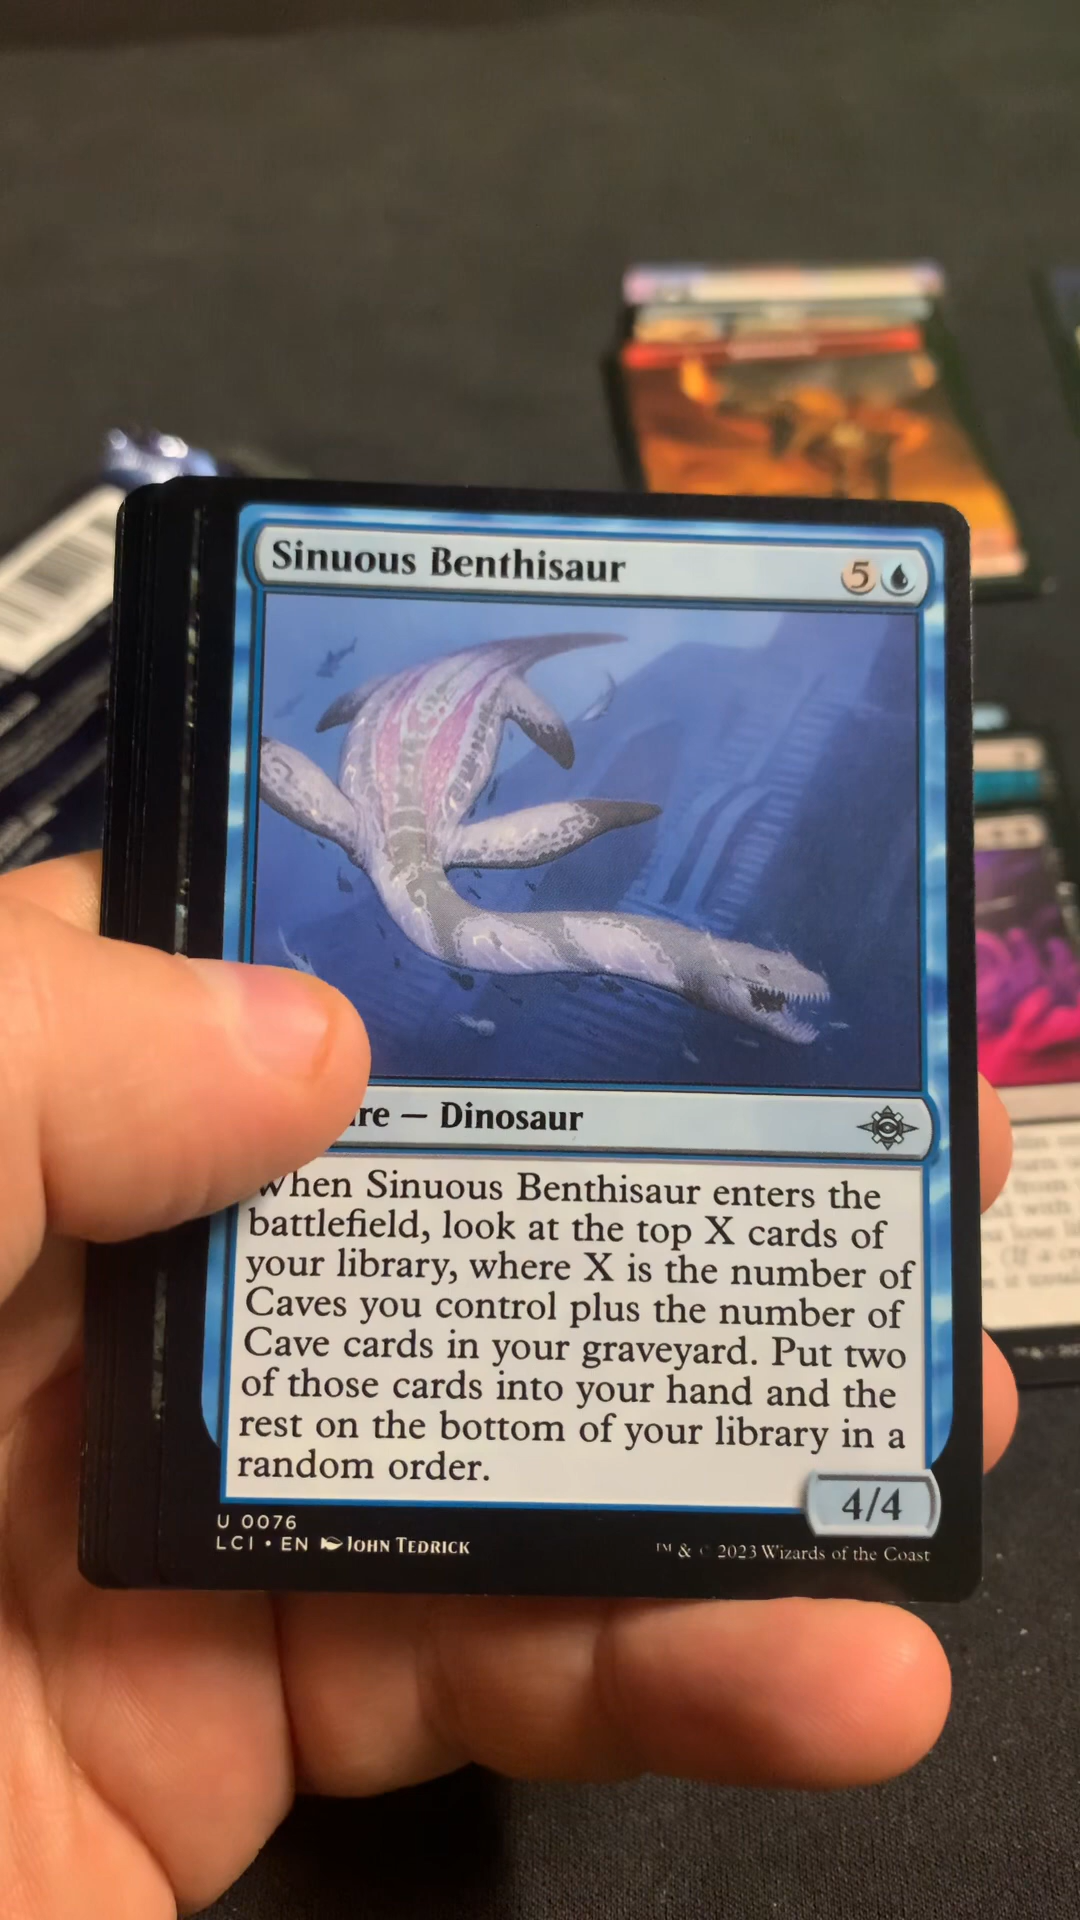 Sinuous Benthisaur 5
re — Dinosaur
When Sinuous Benthisaur enters the
battlefield, look at the top X cards of
your library, where X is the number of
Caves you control plus the number of
Cave cards in your graveyard. Put two
of those cards into your hand and the
rest on the bottom of your library in a
random order.
4/4
U 0076
LCI • EN JOHN TEDRICK
™ & © 2023 Wizards of the Coast